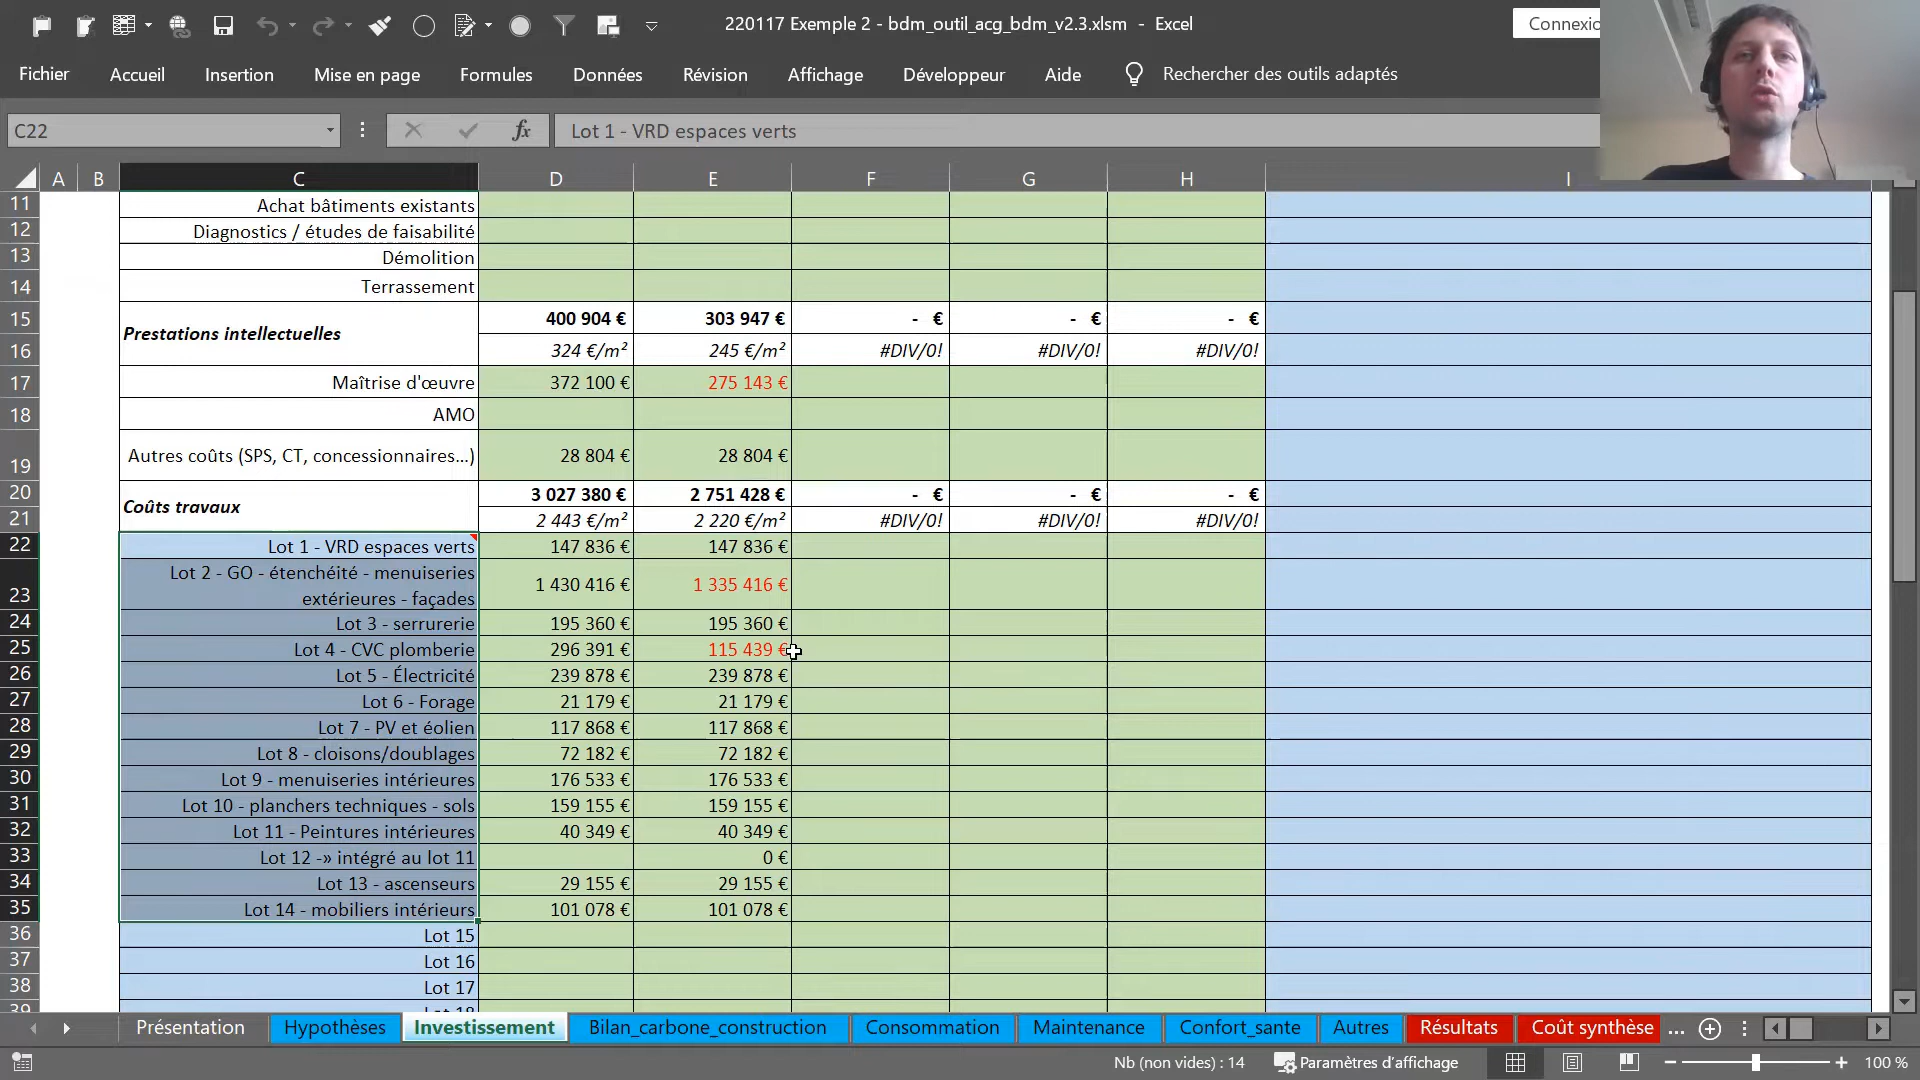 220117 Exemple 2 - bdm_outil_acg_bdm_v2.3.xlsm - Excel
Fichier Accueil Insertion Mise en page Formules Données Révision Affichage Développeur Aide Rechercher des outils adaptés
C22 fx Lot 1 - VRD espaces verts
A B C D E F G H I
11 Achat bâtiments existants
12 Diagnostics / études de faisabilité
13 Démolition
14 Terrassement
15 Prestations intellectuelles 400 904 € 303 947 € - € - € - €
16 324 €/m² 245 €/m² #DIV/0! #DIV/0! #DIV/0!
17 Maîtrise d'œuvre 372 100 € 275 143 €
18 AMO
19 Autres coûts (SPS, CT, concessionnaires...) 28 804 € 28 804 €
20 Coûts travaux 3 027 380 € 2 751 428 € - € - € - €
21 2 443 €/m² 2 220 €/m² #DIV/0! #DIV/0! #DIV/0!
22 Lot 1 - VRD espaces verts 147 836 € 147 836 €
23 Lot 2 - GO - étenchéité - menuiseries
extérieures - façades 1 430 416 € 1 335 416 €
24 Lot 3 - serrurerie 195 360 € 195 360 €
25 Lot 4 - CVC plomberie 296 391 € 115 439 €
26 Lot 5 - Électricité 239 878 € 239 878 €
27 Lot 6 - Forage 21 179 € 21 179 €
28 Lot 7 - PV et éolien 117 868 € 117 868 €
29 Lot 8 - cloisons/doublages 72 182 € 72 182 €
30 Lot 9 - menuiseries intérieures 176 533 € 176 533 €
31 Lot 10 - planchers techniques - sols 159 155 € 159 155 €
32 Lot 11 - Peintures intérieures 40 349 € 40 349 €
33 Lot 12 -» intégré au lot 11 0 €
34 Lot 13 - ascenseurs 29 155 € 29 155 €
35 Lot 14 - mobiliers intérieurs 101 078 € 101 078 €
36 Lot 15
37 Lot 16
38 Lot 17
Présentation Hypothèses Investissement Bilan_carbone_construction Consommation Maintenance Confort_sante Autres Résultats Coût synthèse ...
Nb (non vides) : 14 Paramètres d'affichage 100 %